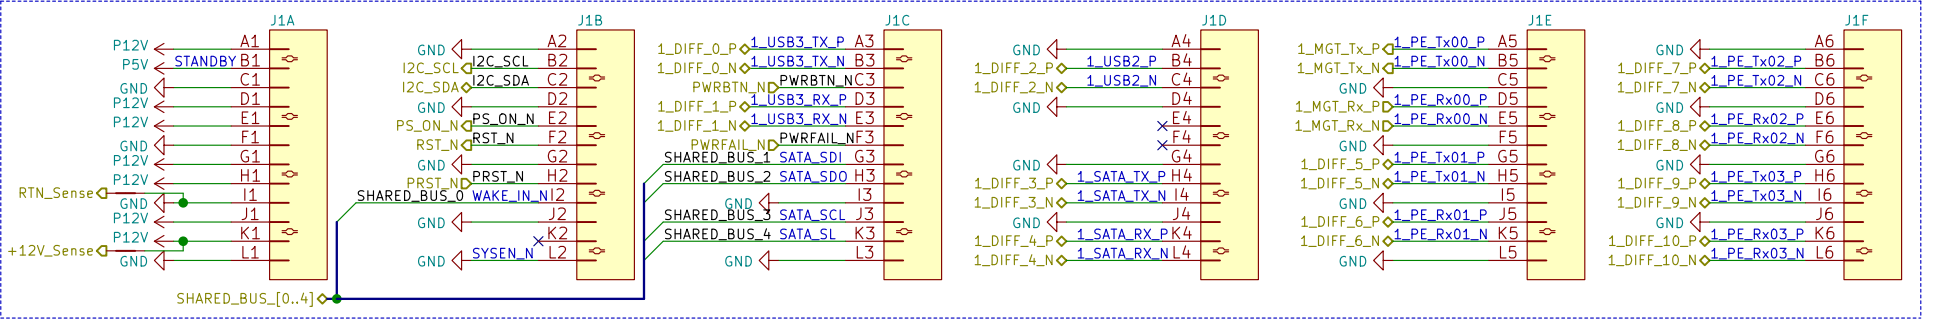 J1A
P12V A1
P5V STANDBY B1
GND C1
P12V D1
P12V E1
GND F1
P12V G1
P12V H1
RTN_Sense
GND I1
P12V J1
P12V K1
+12V_Sense
GND L1
J1B
GND A2
I2C_SCL I2C_SCL B2
I2C_SDA I2C_SDA C2
GND D2
PS_ON_N PS_ON_N E2
RST_N RST_N F2
GND G2
PRST_N PRST_N H2
SHARED_BUS_0 WAKE_IN_N I2
GND J2
K2
GND SYSEN_N L2
SHARED_BUS_[0..4]
J1C
1_DIFF_0_P 1_USB3_TX_P A3
1_DIFF_0_N 1_USB3_TX_N B3
PWRBTN_N PWRBTN_N C3
1_DIFF_1_P 1_USB3_RX_P D3
1_DIFF_1_N 1_USB3_RX_N E3
PWRFAIL_N PWRFAIL_N F3
SHARED_BUS_1 SATA_SDI G3
SHARED_BUS_2 SATA_SDO H3
GND I3
SHARED_BUS_3 SATA_SCL J3
SHARED_BUS_4 SATA_SL K3
GND L3
J1D
GND A4
1_DIFF_2_P 1_USB2_P B4
1_DIFF_2_N 1_USB2_N C4
GND D4
E4
F4
GND G4
1_DIFF_3_P 1_SATA_TX_P H4
1_DIFF_3_N 1_SATA_TX_N I4
GND J4
1_DIFF_4_P 1_SATA_RX_P K4
1_DIFF_4_N 1_SATA_RX_N L4
J1E
1_MGT_Tx_P 1_PE_Tx00_P A5
1_MGT_Tx_N 1_PE_Tx00_N B5
GND C5
1_MGT_Rx_P 1_PE_Rx00_P D5
1_MGT_Rx_N 1_PE_Rx00_N E5
GND F5
1_DIFF_5_P 1_PE_Tx01_P G5
1_DIFF_5_N 1_PE_Tx01_N H5
GND I5
1_DIFF_6_P 1_PE_Rx01_P J5
1_DIFF_6_N 1_PE_Rx01_N K5
GND L5
J1F
GND A6
1_DIFF_7_P 1_PE_Tx02_P B6
1_DIFF_7_N 1_PE_Tx02_N C6
GND D6
1_DIFF_8_P 1_PE_Rx02_P E6
1_DIFF_8_N 1_PE_Rx02_N F6
GND G6
1_DIFF_9_P 1_PE_Tx03_P H6
1_DIFF_9_N 1_PE_Tx03_N I6
GND J6
1_DIFF_10_P 1_PE_Rx03_P K6
1_DIFF_10_N 1_PE_Rx03_N L6